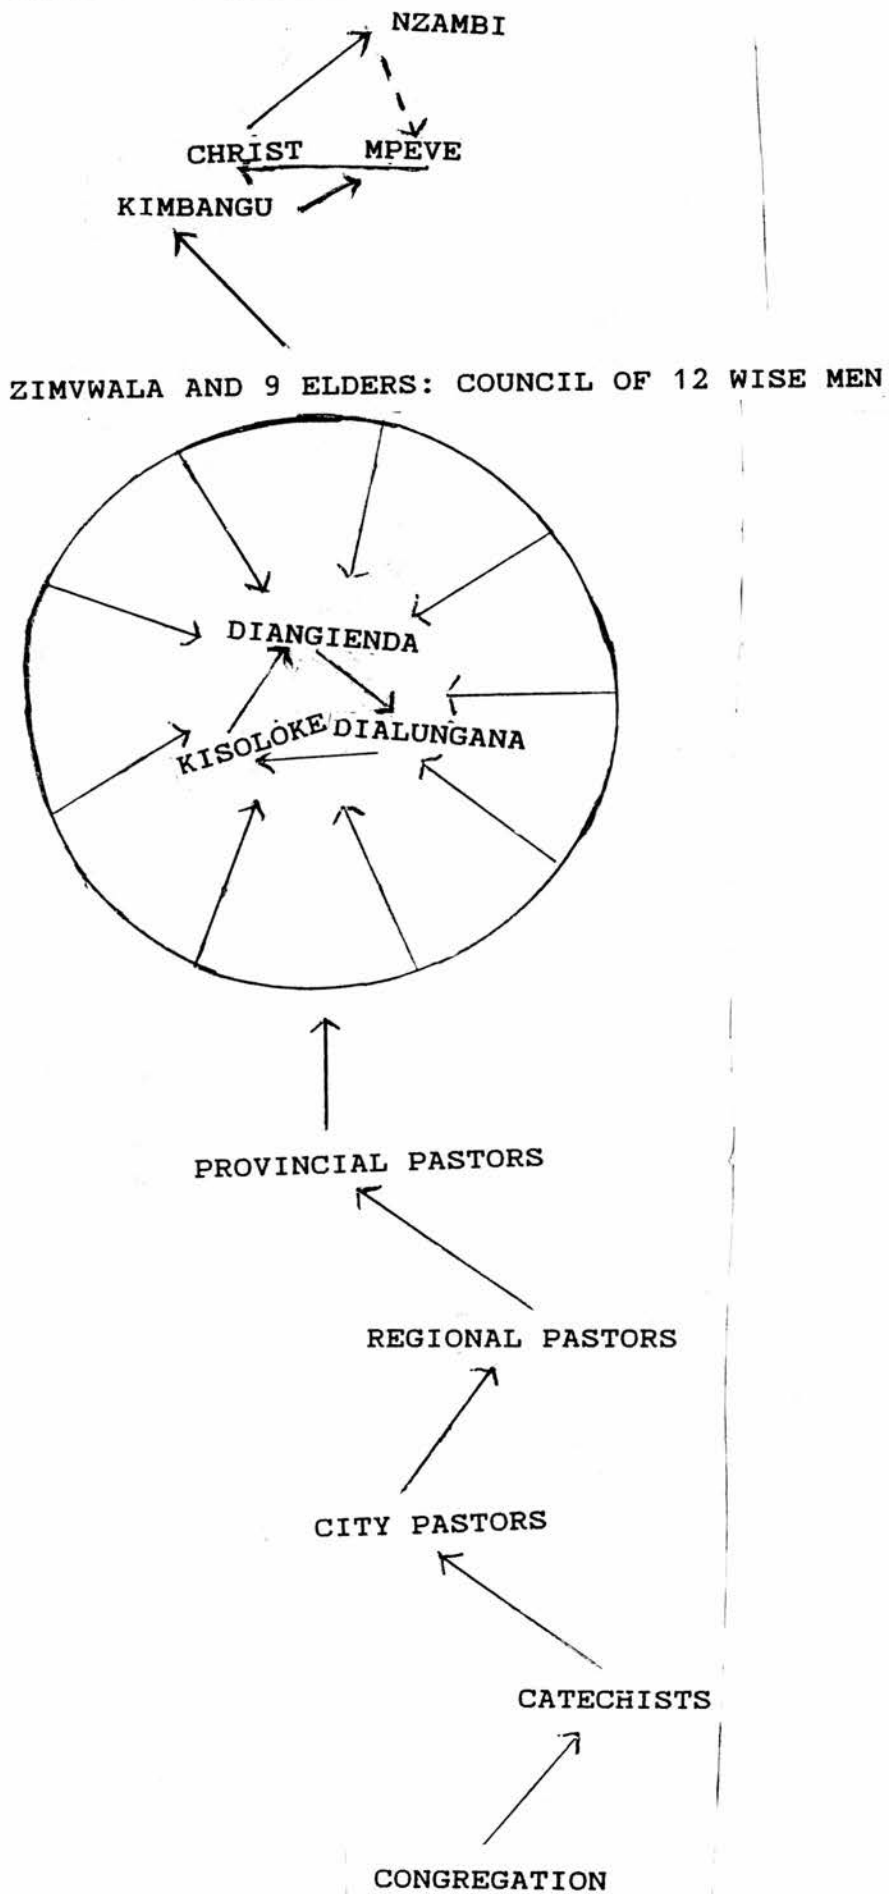 NZAMBI
CHRIST MPEVE
KIMBANGU
ZIMVWALA AND 9 ELDERS: COUNCIL OF 12 WISE MEN
DIANGIENDA
KISOLOKE DIALUNGANA
PROVINCIAL PASTORS
REGIONAL PASTORS
CITY PASTORS
CATECHISTS
CONGREGATION